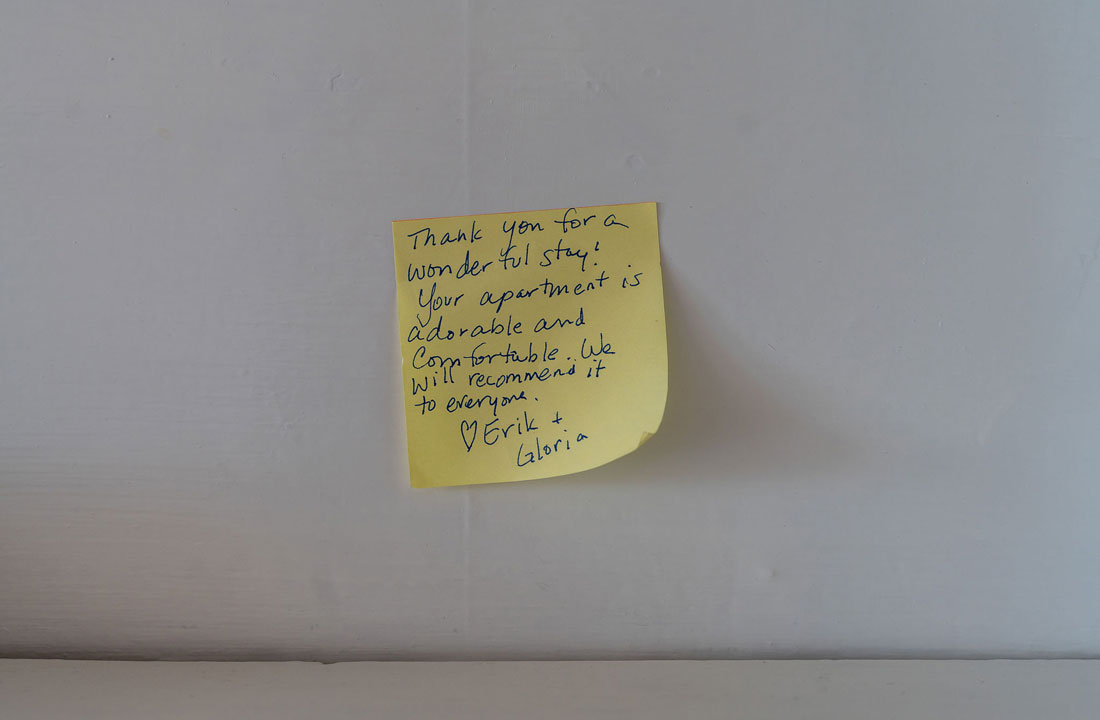 Thank you for a
wonderful stay!
Your apartment is
adorable and
Comfortable. We
will recommend it
to everyone.
♡ Erik +
Gloria